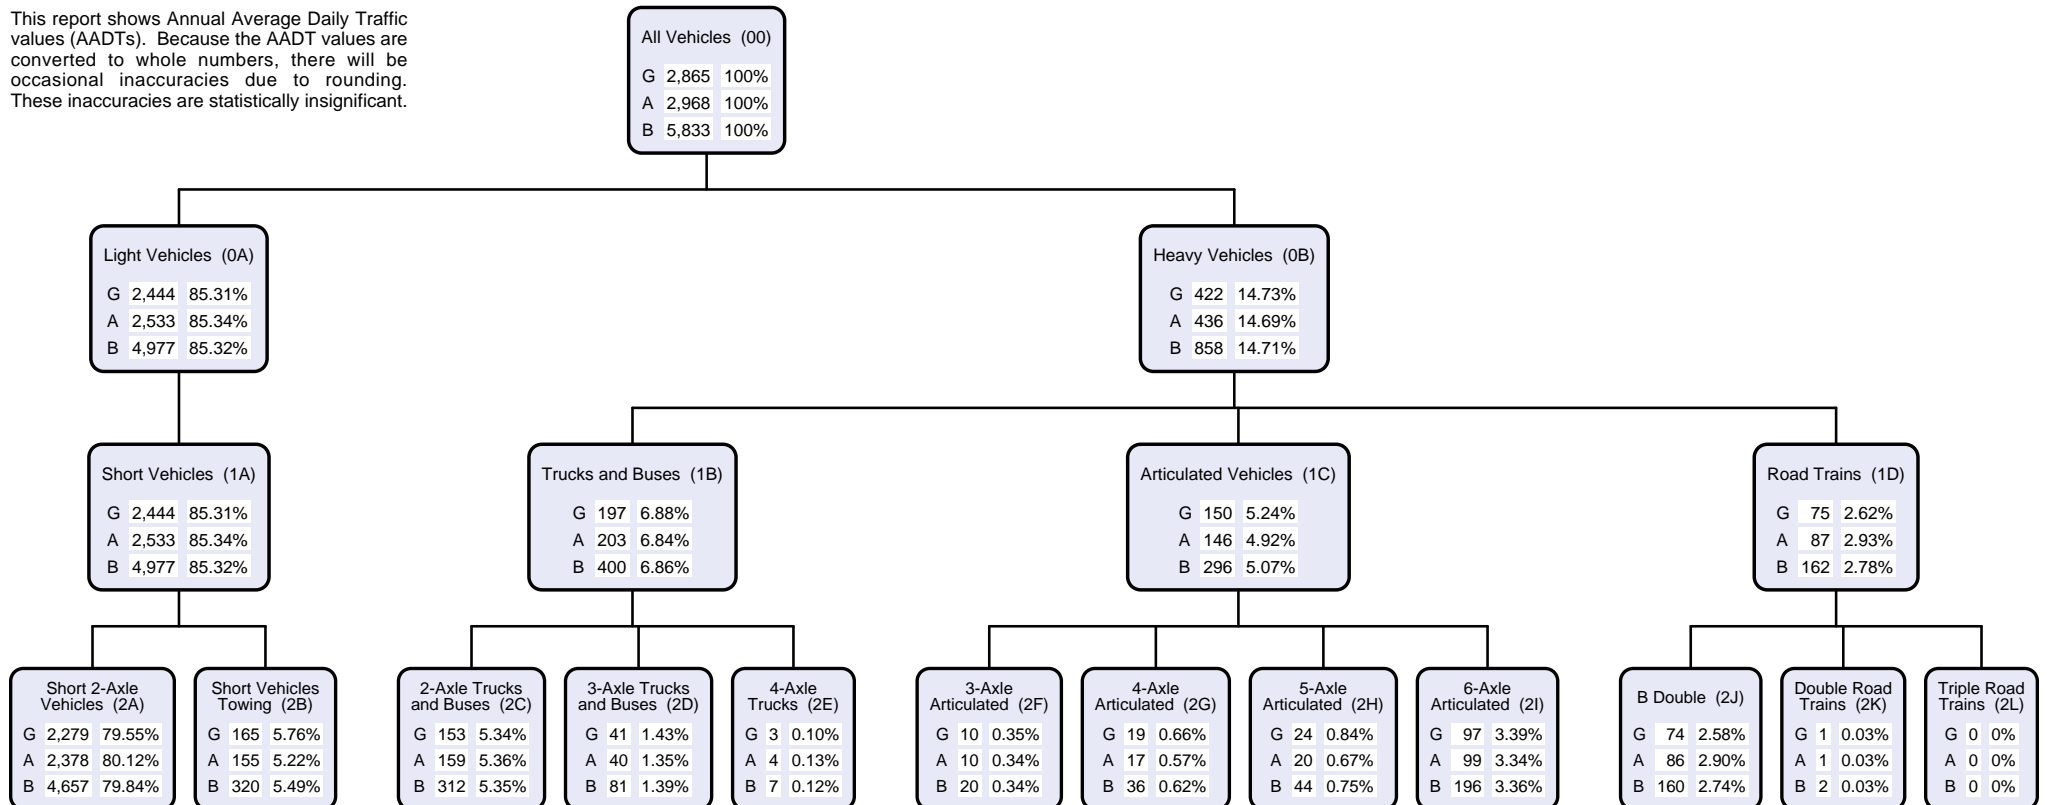 This report shows Annual Average Daily Traffic
values (AADTs). Because the AADT values are
converted to whole numbers, there will be
occasional inaccuracies due to rounding.
These inaccuracies are statistically insignificant.
All Vehicles (00)
G 2,865 100%
A 2,968 100%
B 5,833 100%
Light Vehicles (0A)
G 2,444 85.31%
A 2,533 85.34%
B 4,977 85.32%
Heavy Vehicles (0B)
G 422 14.73%
A 436 14.69%
B 858 14.71%
Short Vehicles (1A)
G 2,444 85.31%
A 2,533 85.34%
B 4,977 85.32%
Trucks and Buses (1B)
G 197 6.88%
A 203 6.84%
B 400 6.86%
Articulated Vehicles (1C)
G 150 5.24%
A 146 4.92%
B 296 5.07%
Road Trains (1D)
G 75 2.62%
A 87 2.93%
B 162 2.78%
Short 2-Axle
Vehicles (2A)
G 2,279 79.55%
A 2,378 80.12%
B 4,657 79.84%
Short Vehicles
Towing (2B)
G 165 5.76%
A 155 5.22%
B 320 5.49%
2-Axle Trucks
and Buses (2C)
G 153 5.34%
A 159 5.36%
B 312 5.35%
3-Axle Trucks
and Buses (2D)
G 41 1.43%
A 40 1.35%
B 81 1.39%
4-Axle
Trucks (2E)
G 3 0.10%
A 4 0.13%
B 7 0.12%
3-Axle
Articulated (2F)
G 10 0.35%
A 10 0.34%
B 20 0.34%
4-Axle
Articulated (2G)
G 19 0.66%
A 17 0.57%
B 36 0.62%
5-Axle
Articulated (2H)
G 24 0.84%
A 20 0.67%
B 44 0.75%
6-Axle
Articulated (2I)
G 97 3.39%
A 99 3.34%
B 196 3.36%
B Double (2J)
G 74 2.58%
A 86 2.90%
B 160 2.74%
Double Road
Trains (2K)
G 1 0.03%
A 1 0.03%
B 2 0.03%
Triple Road
Trains (2L)
G 0 0%
A 0 0%
B 0 0%